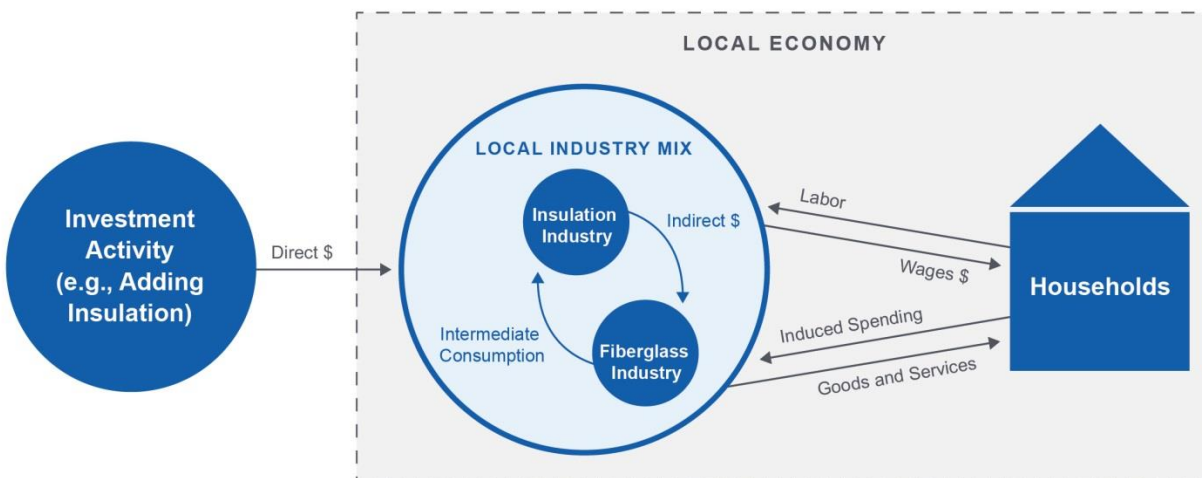 LOCAL ECONOMY
Investment
Activity
(e.g., Adding
Insulation)
Direct $
LOCAL INDUSTRY MIX
Insulation
Industry
Indirect $
Intermediate
Consumption
Fiberglass
Industry
Labor
Wages $
Induced Spending
Goods and Services
Households